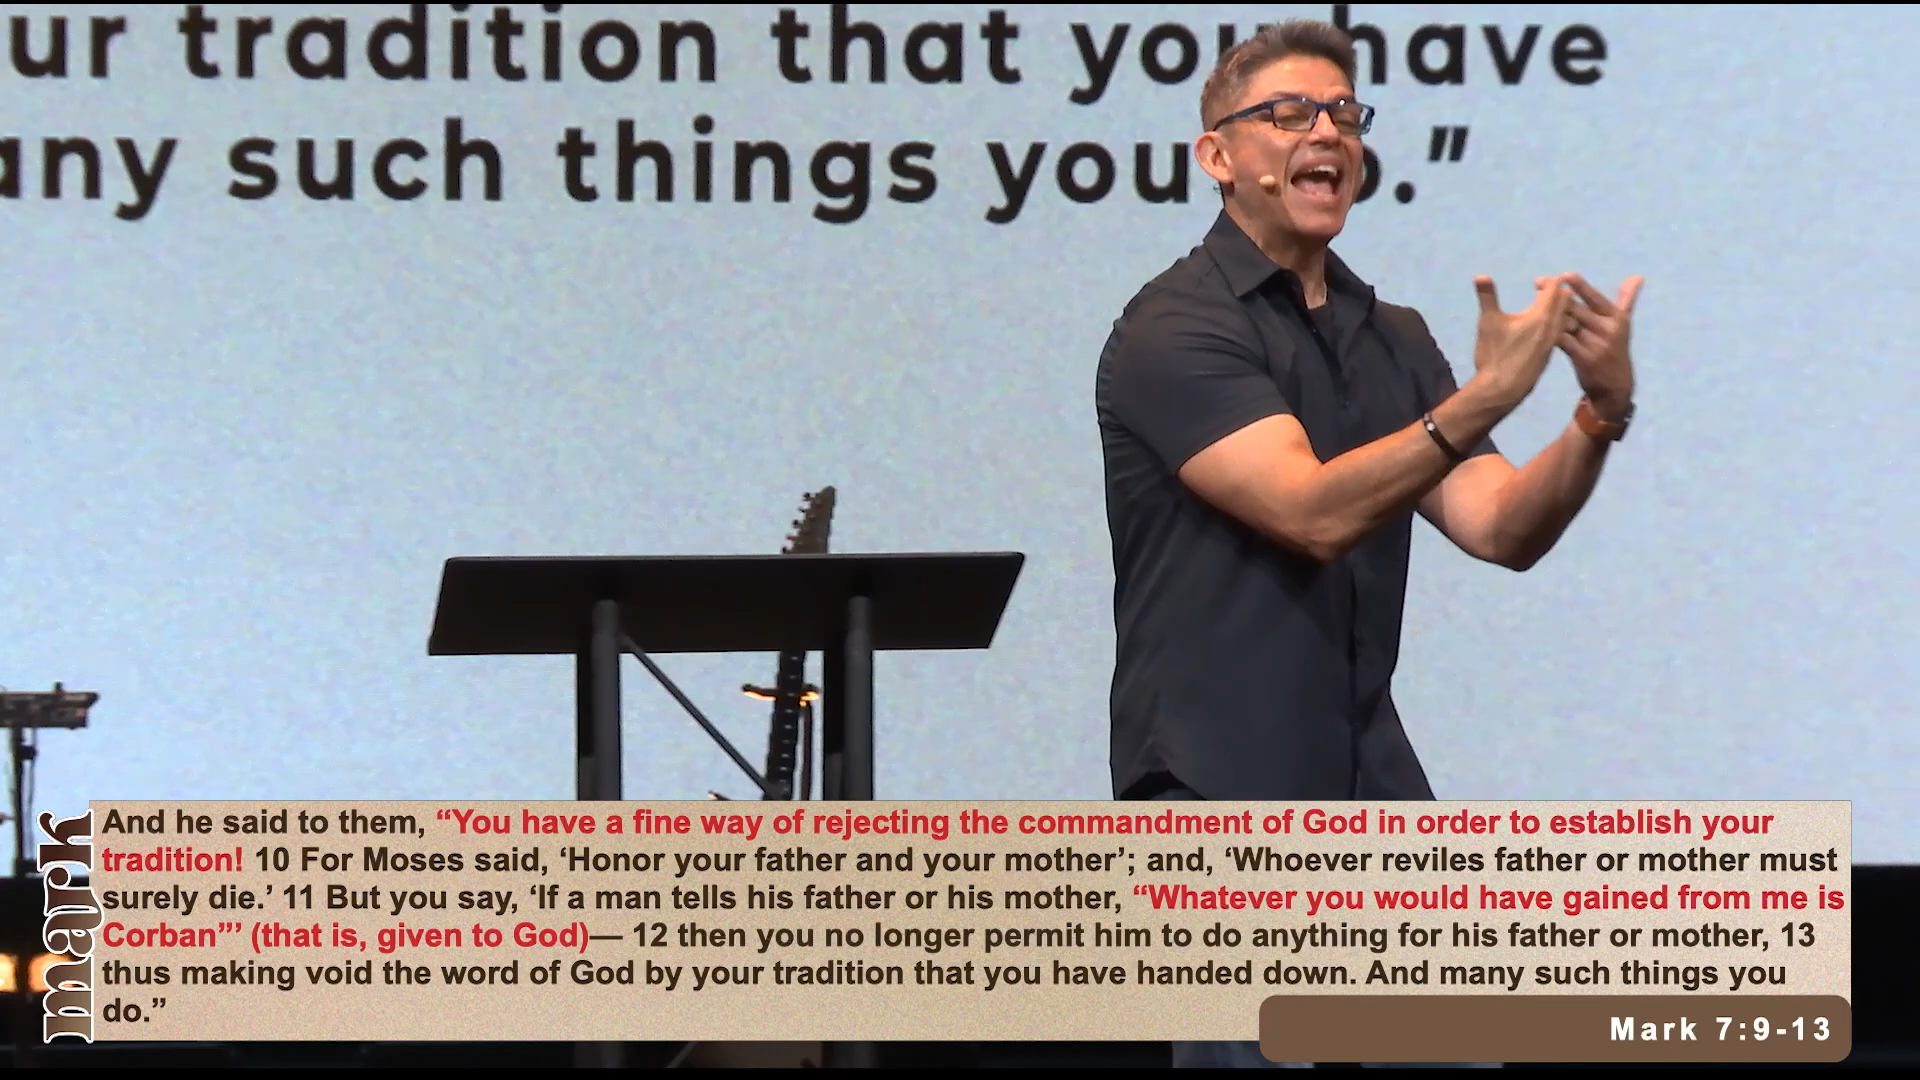 ur tradition that you have
any such things you .”
mark
And he said to them, “You have a fine way of rejecting the commandment of God in order to establish your
tradition! 10 For Moses said, ‘Honor your father and your mother’; and, ‘Whoever reviles father or mother must
surely die.’ 11 But you say, ‘If a man tells his father or his mother, “Whatever you would have gained from me is
Corban”’ (that is, given to God)— 12 then you no longer permit him to do anything for his father or mother, 13
thus making void the word of God by your tradition that you have handed down. And many such things you
do.”
Mark 7:9-13